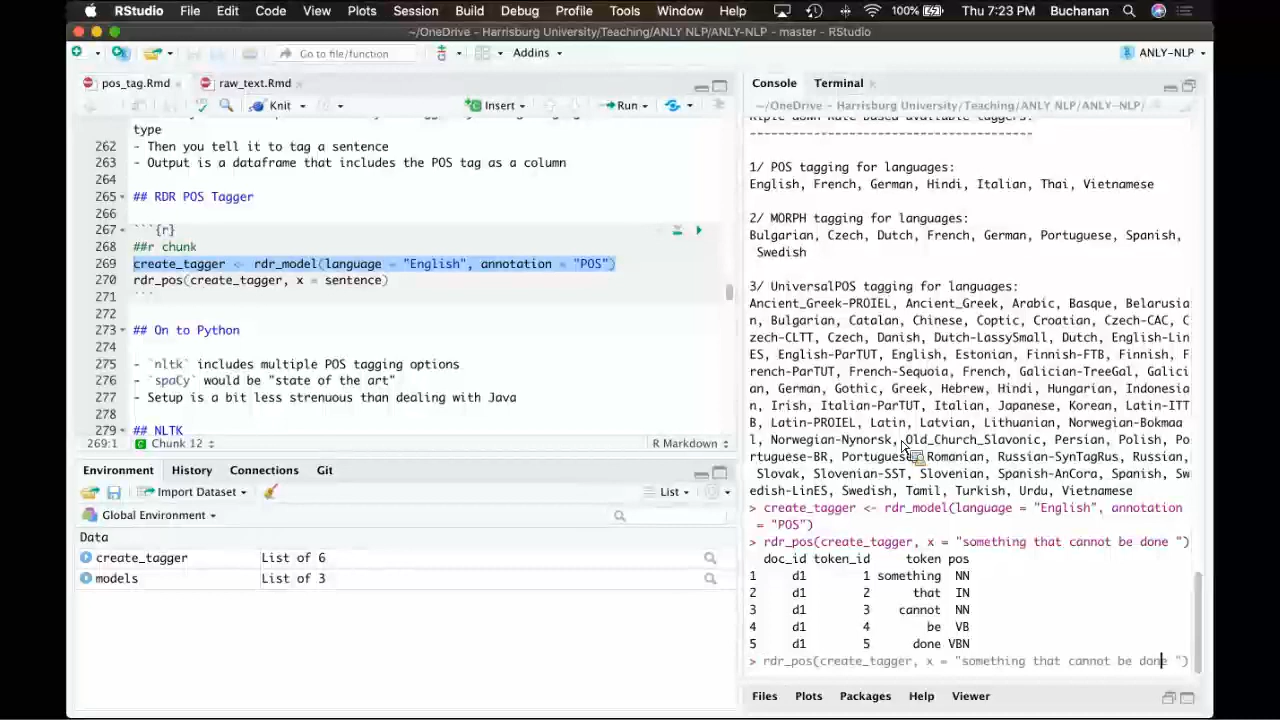 RStudio File Edit Code View Plots Session Build Debug Profile Tools Window Help 100% Thu 7:23 PM Buchanan
~/OneDrive - Harrisburg University/Teaching/ANLY NLP/ANLY-NLP - master - RStudio
Go to file/function Addins ANLY-NLP
pos_tag.Rmd raw_text.Rmd
Knit Insert Run
type
262 - Then you tell it to tag a sentence
263 - Output is a dataframe that includes the POS tag as a column
264
265 ## RDR POS Tagger
266
267 ```{r}
268 ##r chunk
269 create_tagger <- rdr_model(language = "English", annotation = "POS")
270 rdr_pos(create_tagger, x = sentence)
271 ```
272
273 ## On to Python
274
275 - `nltk` includes multiple POS tagging options
276 - `spaCy` would be "state of the art"
277 - Setup is a bit less strenuous than dealing with Java
278
279 ## NLTK
269:1 Chunk 12 R Markdown
Environment History Connections Git
Import Dataset List
Global Environment
Data
create_tagger List of 6
models List of 3
Console Terminal
~/OneDrive - Harrisburg University/Teaching/ANLY NLP/ANLY-NLP/
----------------------------------------
1/ POS tagging for languages:
English, French, German, Hindi, Italian, Thai, Vietnamese
2/ MORPH tagging for languages:
Bulgarian, Czech, Dutch, French, German, Portuguese, Spanish,
Swedish
3/ UniversalPOS tagging for languages:
Ancient_Greek-PROIEL, Ancient_Greek, Arabic, Basque, Belarusia
n, Bulgarian, Catalan, Chinese, Coptic, Croatian, Czech-CAC, C
zech-CLTT, Czech, Danish, Dutch-LassySmall, Dutch, English-Lin
ES, English-ParTUT, English, Estonian, Finnish-FTB, Finnish, F
rench-ParTUT, French-Sequoia, French, Galician-TreeGal, Galici
an, German, Gothic, Greek, Hebrew, Hindi, Hungarian, Indonesia
n, Irish, Italian-ParTUT, Italian, Japanese, Korean, Latin-ITT
B, Latin-PROIEL, Latin, Latvian, Lithuanian, Norwegian-Bokmaa
l, Norwegian-Nynorsk, Old_Church_Slavonic, Persian, Polish, Po
rtuguese-BR, Portuguese, Romanian, Russian-SynTagRus, Russian,
Slovak, Slovenian-SST, Slovenian, Spanish-AnCora, Spanish, Sw
edish-LinES, Swedish, Tamil, Turkish, Urdu, Vietnamese
> create_tagger <- rdr_model(language = "English", annotation
= "POS")
> rdr_pos(create_tagger, x = "something that cannot be done ")
doc_id token_id token pos
1 d1 1 something NN
2 d1 2 that IN
3 d1 3 cannot NN
4 d1 4 be VB
5 d1 5 done VBN
> rdr_pos(create_tagger, x = "something that cannot be done ")
Files Plots Packages Help Viewer